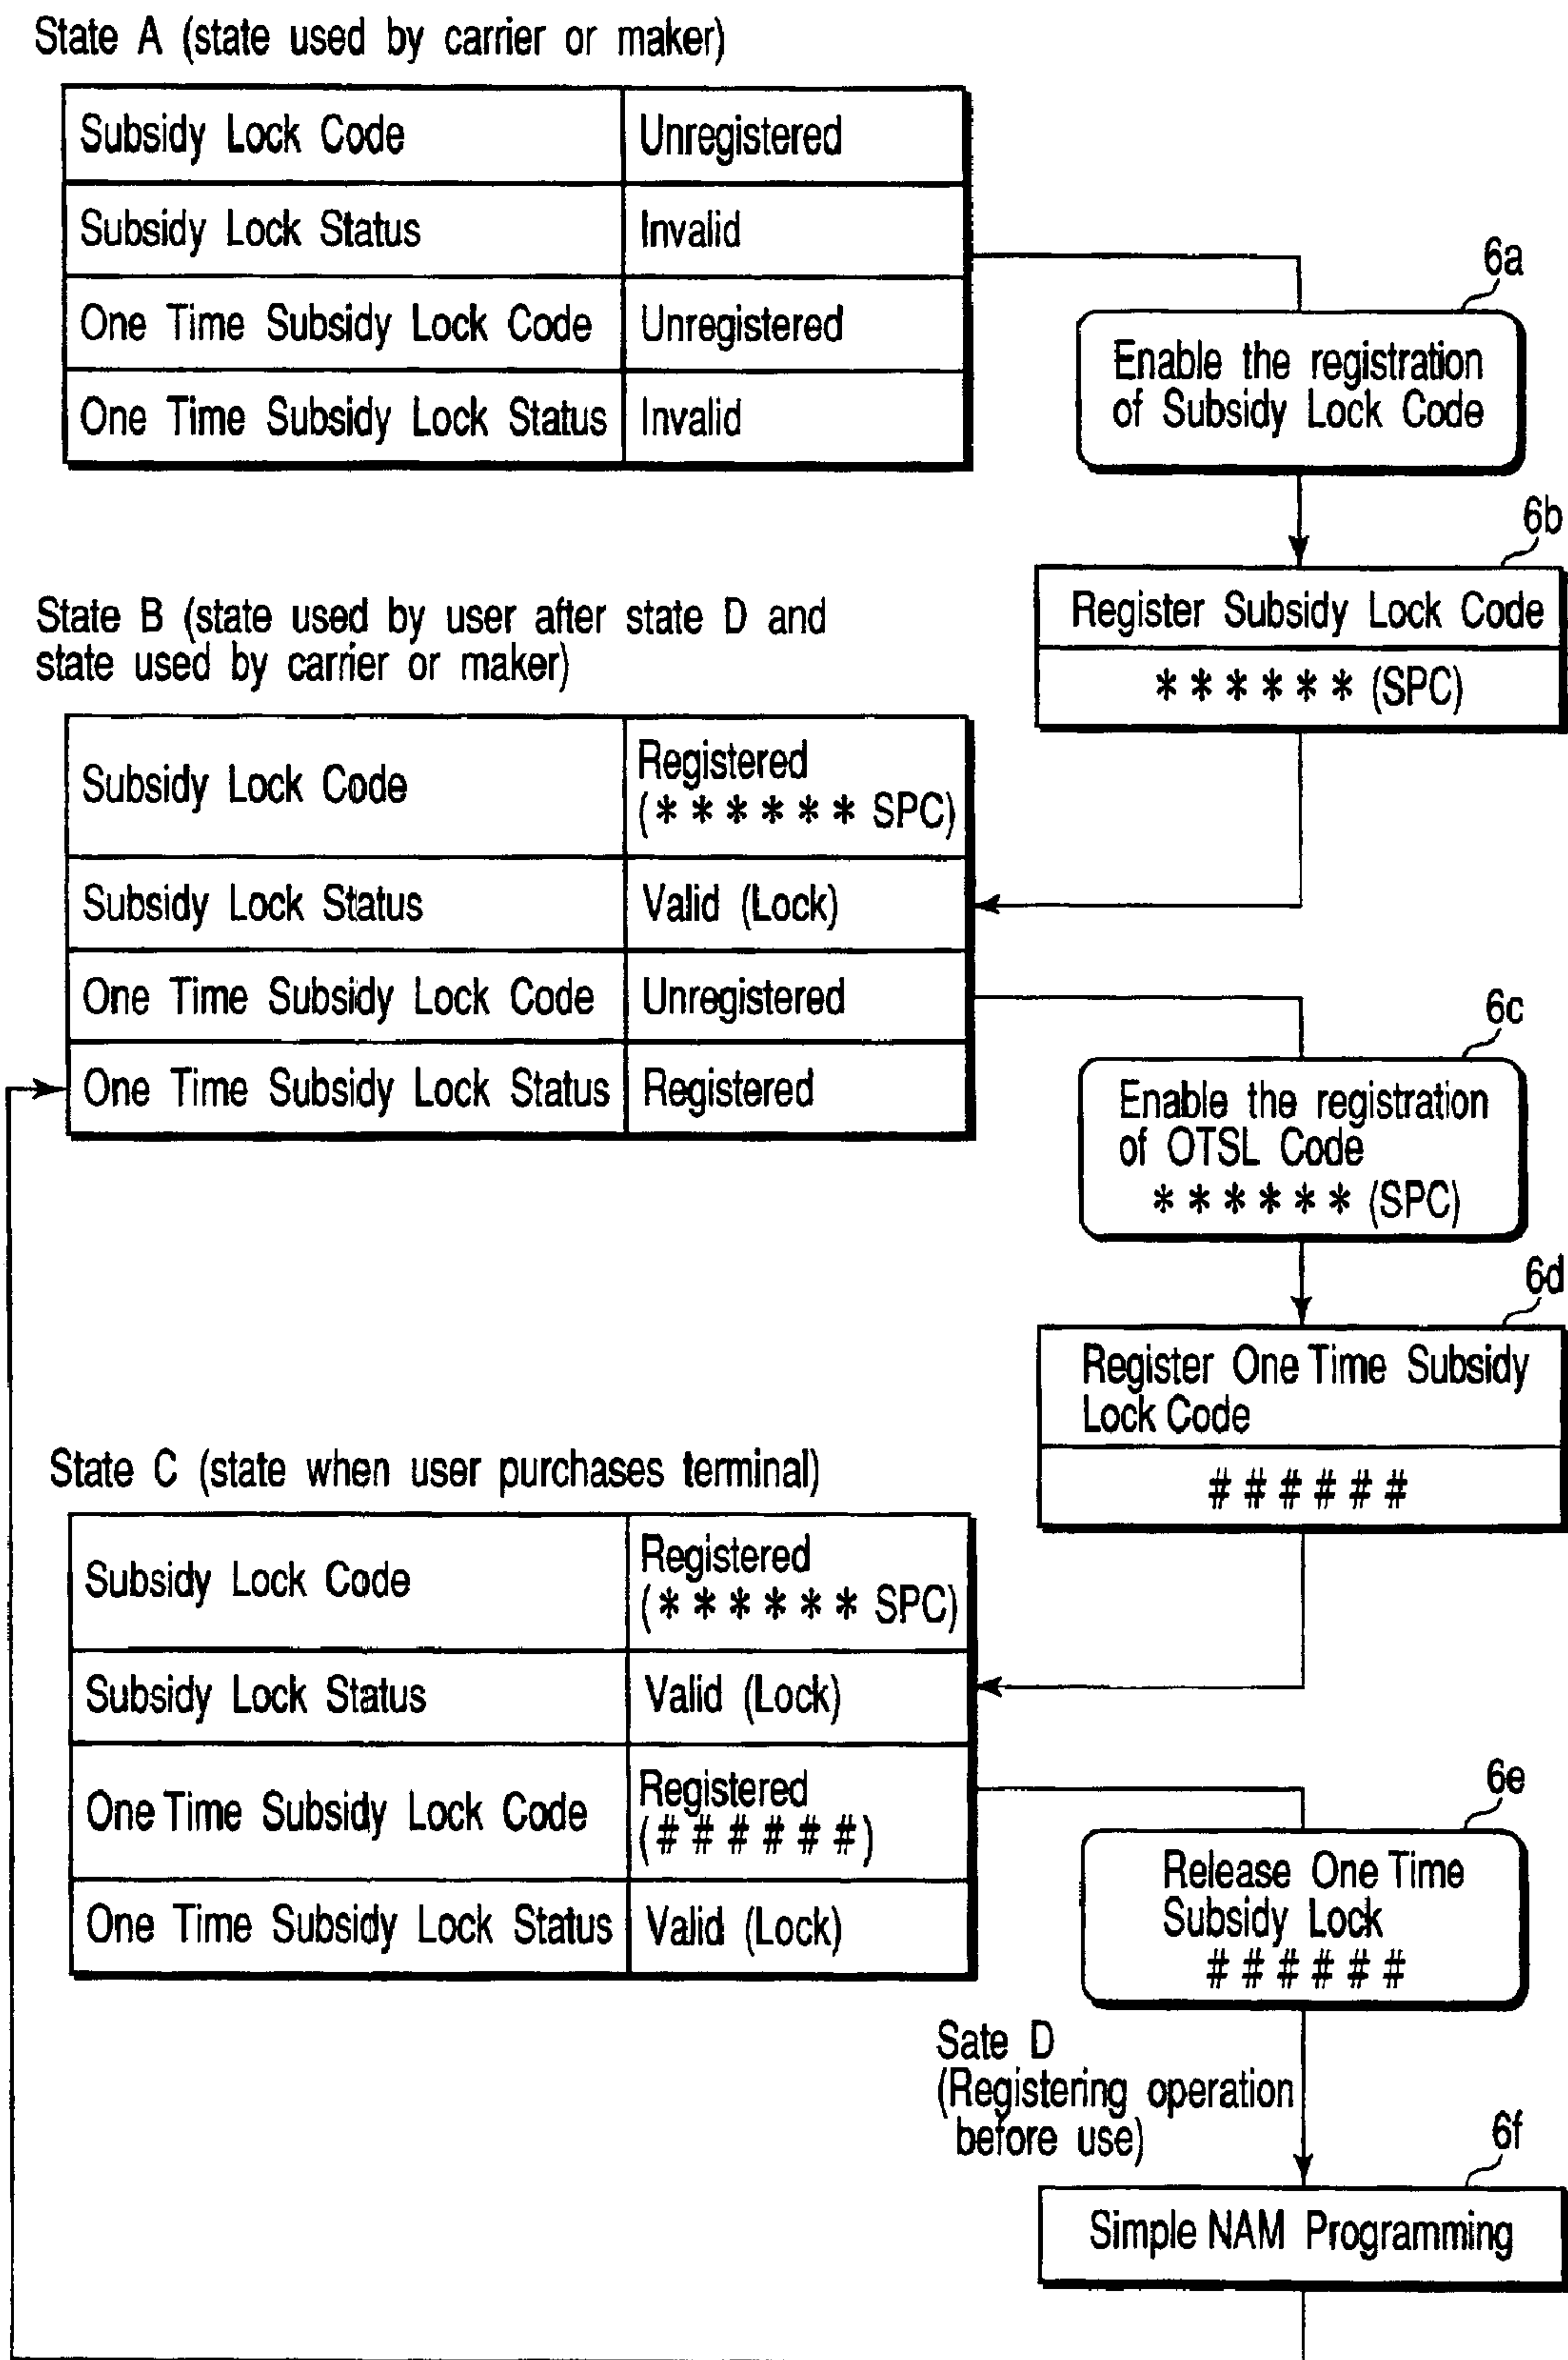 State A (state used by carrier or maker)
Subsidy Lock Code Unregistered
Subsidy Lock Status Invalid
One Time Subsidy Lock Code Unregistered
One Time Subsidy Lock Status Invalid
6a
Enable the registration
of Subsidy Lock Code
6b
Register Subsidy Lock Code
* * * * * * (SPC)
State B (state used by user after state D and
state used by carrier or maker)
Subsidy Lock Code Registered
(* * * * * * SPC)
Subsidy Lock Status Valid (Lock)
One Time Subsidy Lock Code Unregistered
One Time Subsidy Lock Status Registered
6c
Enable the registration
of OTSL Code
* * * * * * (SPC)
6d
Register One Time Subsidy
Lock Code
# # # # # #
State C (state when user purchases terminal)
Subsidy Lock Code Registered
(* * * * * * SPC)
Subsidy Lock Status Valid (Lock)
One Time Subsidy Lock Code Registered
(# # # # # #)
One Time Subsidy Lock Status Valid (Lock)
6e
Release One Time
Subsidy Lock
# # # # # #
Sate D
(Registering operation
before use)
6f
Simple NAM Programming